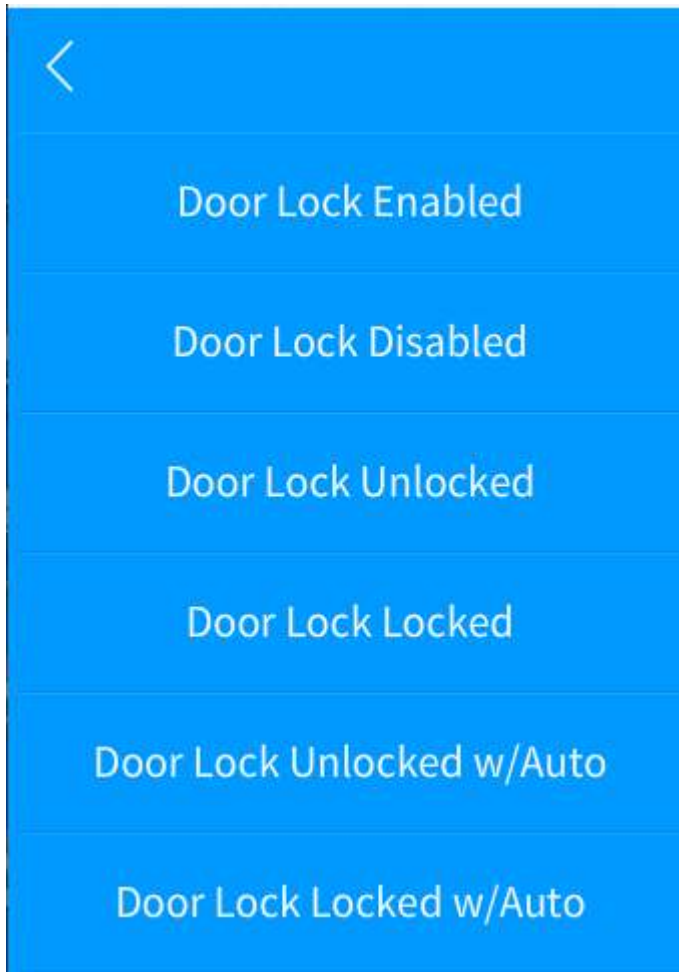 Door Lock Enabled
Door Lock Disabled
Door Lock Unlocked
Door Lock Locked
Door Lock Unlocked w/Auto
Door Lock Locked w/Auto